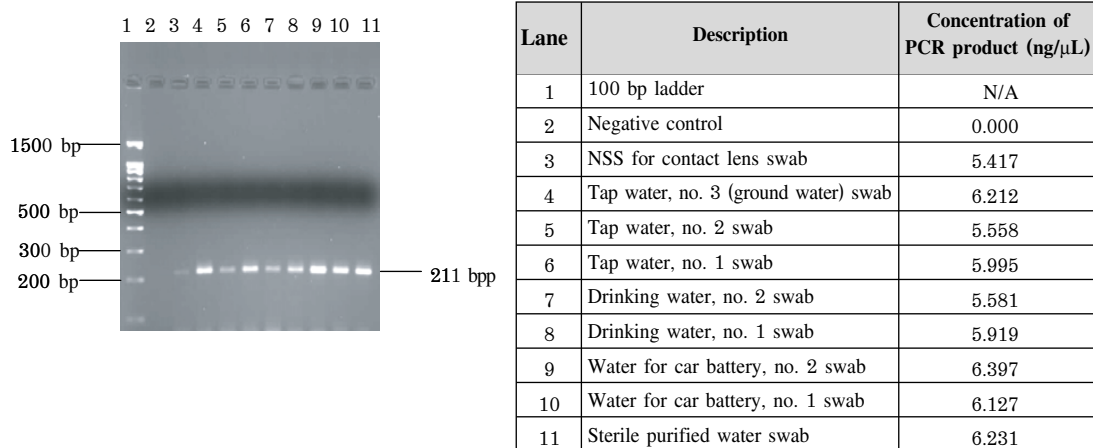 1 2 3 4 5 6 7 8 9 10 11
1500 bp
500 bp
300 bp
200 bp
211 bpp
Lane Description Concentration of PCR product (ng/μL)
1 100 bp ladder N/A
2 Negative control 0.000
3 NSS for contact lens swab 5.417
4 Tap water, no. 3 (ground water) swab 6.212
5 Tap water, no. 2 swab 5.558
6 Tap water, no. 1 swab 5.995
7 Drinking water, no. 2 swab 5.581
8 Drinking water, no. 1 swab 5.919
9 Water for car battery, no. 2 swab 6.397
10 Water for car battery, no. 1 swab 6.127
11 Sterile purified water swab 6.231